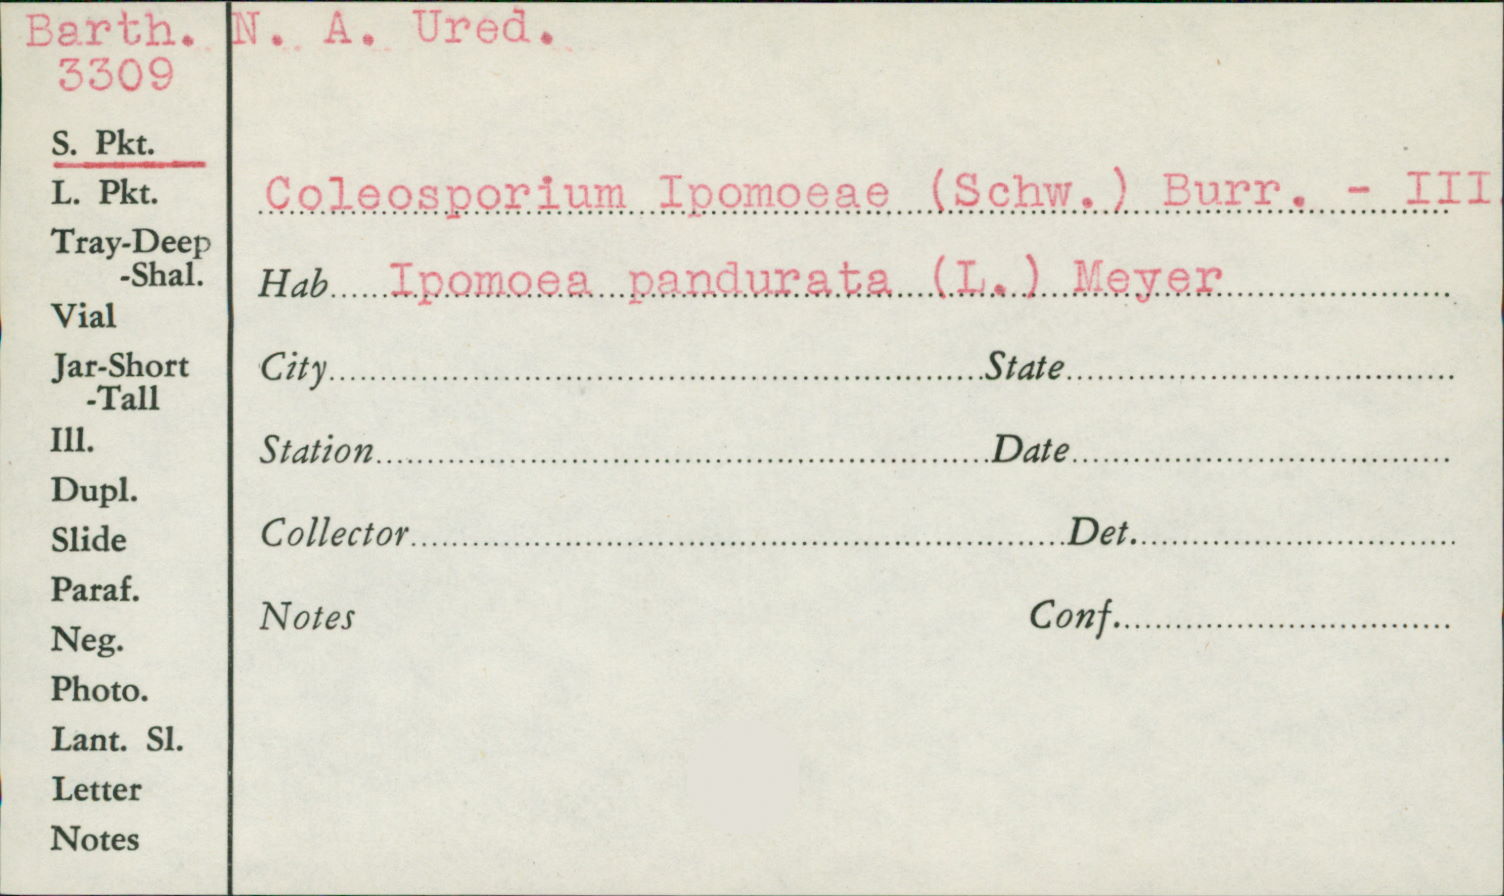 Barth. N. A. Ured.
3309
S. Pkt.
L. Pkt.
Tray-Deep
-Shal.
Vial
Jar-Short
-Tall
Ill.
Dupl.
Slide
Paraf.
Neg.
Photo.
Lant. Sl.
Letter
Notes
Coleosporium Ipomoeae (Schw.) Burr. - III.
Hab Ipomoea pandurata (L.) Meyer
City State
Station Date
Collector Det.
Notes Conf.